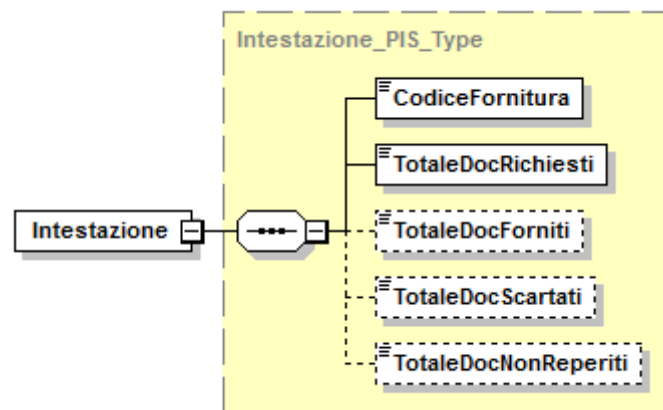 Intestazione_PIS_Type
CodiceFornitura
TotaleDocRichiesti
Intestazione
TotaleDocForniti
TotaleDocScartati
TotaleDocNonReperiti